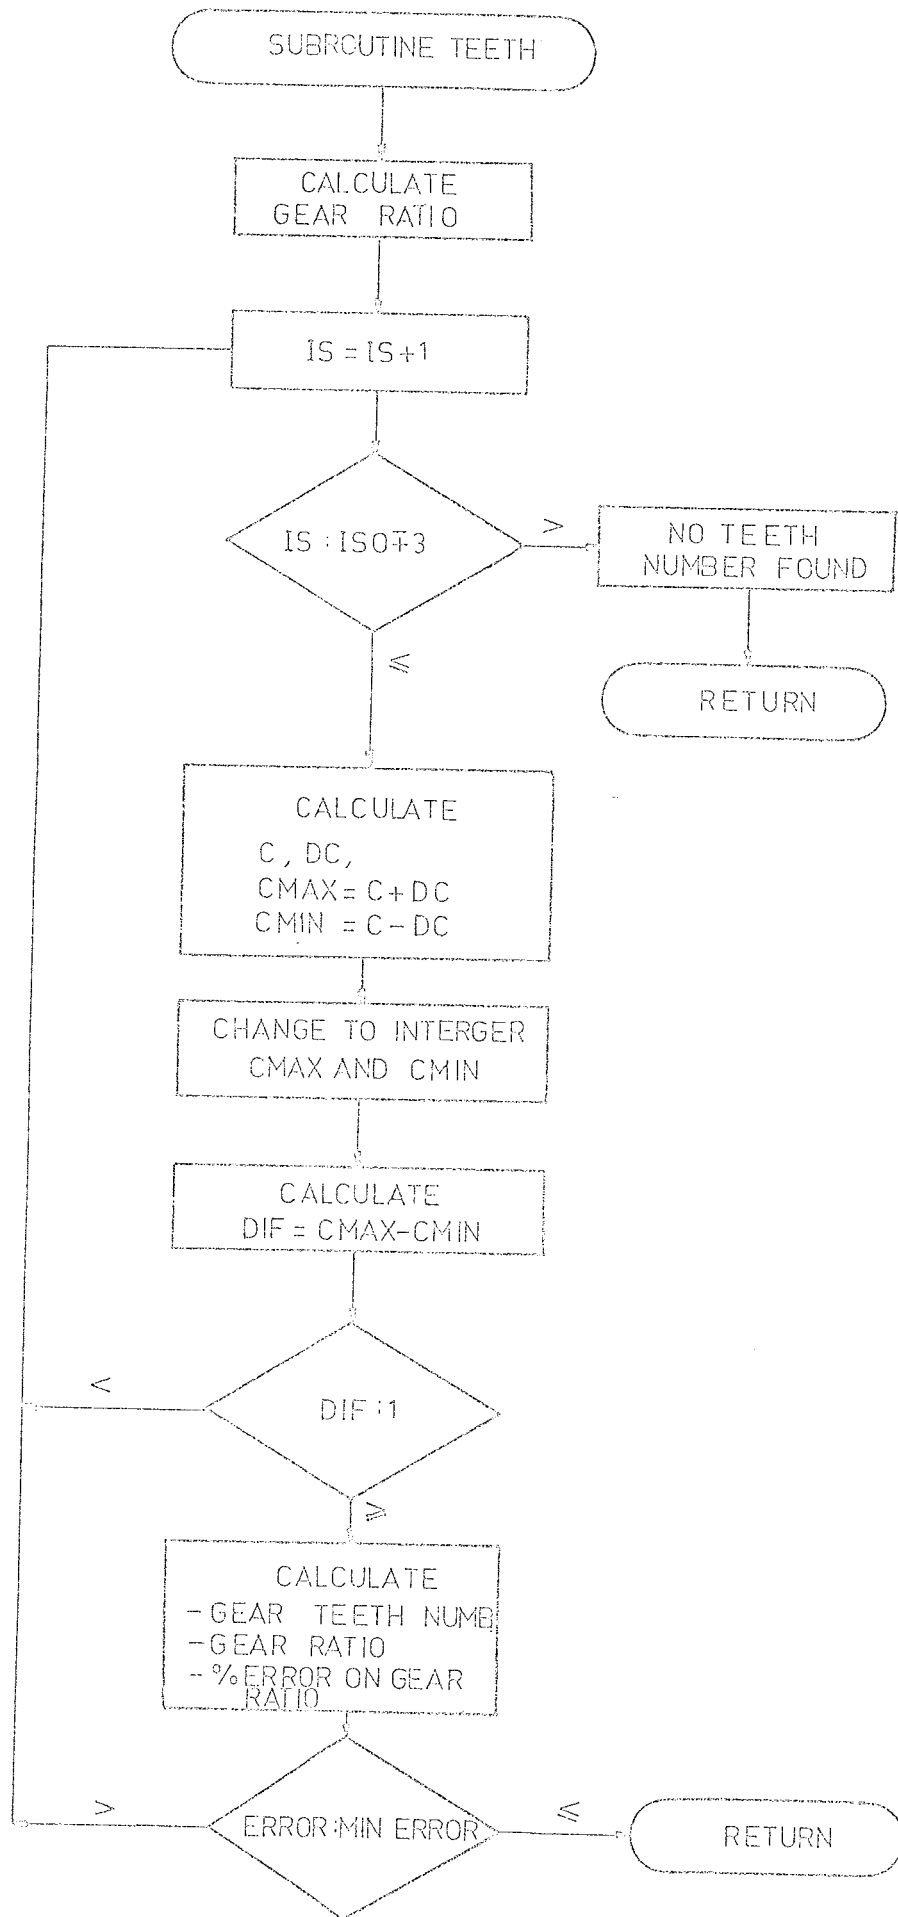 SUBROUTINE TEETH
CALCULATE
GEAR RATIO
IS = IS+1
IS : ISO∓3
>
NO TEETH
NUMBER FOUND
⩽
RETURN
CALCULATE
C, DC,
CMAX = C+DC
CMIN = C-DC
CHANGE TO INTERGER
CMAX AND CMIN
CALCULATE
DIF = CMAX-CMIN
<
DIF : 1
⩾
CALCULATE
- GEAR TEETH NUMB
- GEAR RATIO
- % ERROR ON GEAR
RATIO
>
ERROR:MIN ERROR
⩽
RETURN